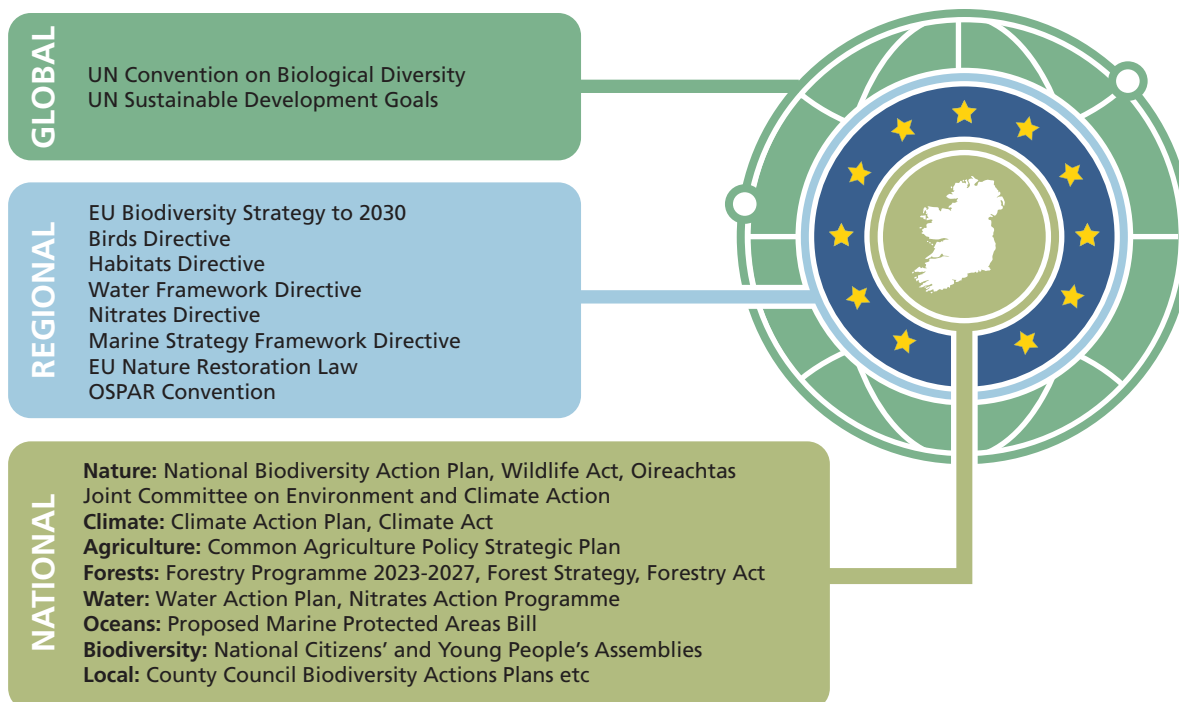 GLOBAL
UN Convention on Biological Diversity
UN Sustainable Development Goals
REGIONAL
EU Biodiversity Strategy to 2030
Birds Directive
Habitats Directive
Water Framework Directive
Nitrates Directive
Marine Strategy Framework Directive
EU Nature Restoration Law
OSPAR Convention
NATIONAL
Nature: National Biodiversity Action Plan, Wildlife Act, Oireachtas
Joint Committee on Environment and Climate Action
Climate: Climate Action Plan, Climate Act
Agriculture: Common Agriculture Policy Strategic Plan
Forests: Forestry Programme 2023-2027, Forest Strategy, Forestry Act
Water: Water Action Plan, Nitrates Action Programme
Oceans: Proposed Marine Protected Areas Bill
Biodiversity: National Citizens’ and Young People’s Assemblies
Local: County Council Biodiversity Actions Plans etc